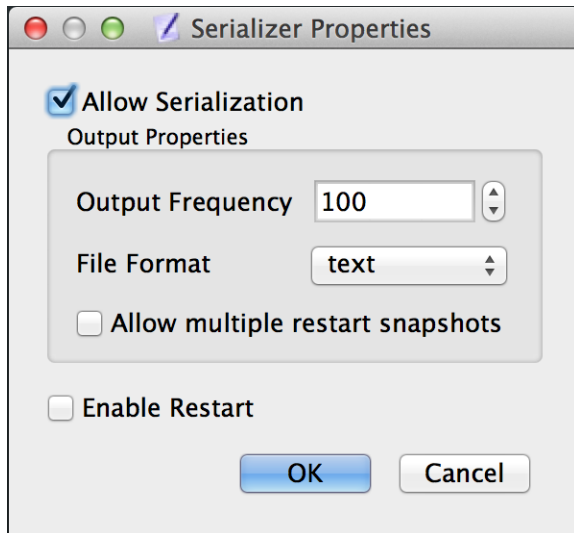 Serializer Properties
Allow Serialization
Output Properties
Output Frequency 100
File Format text
Allow multiple restart snapshots
Enable Restart
OK Cancel